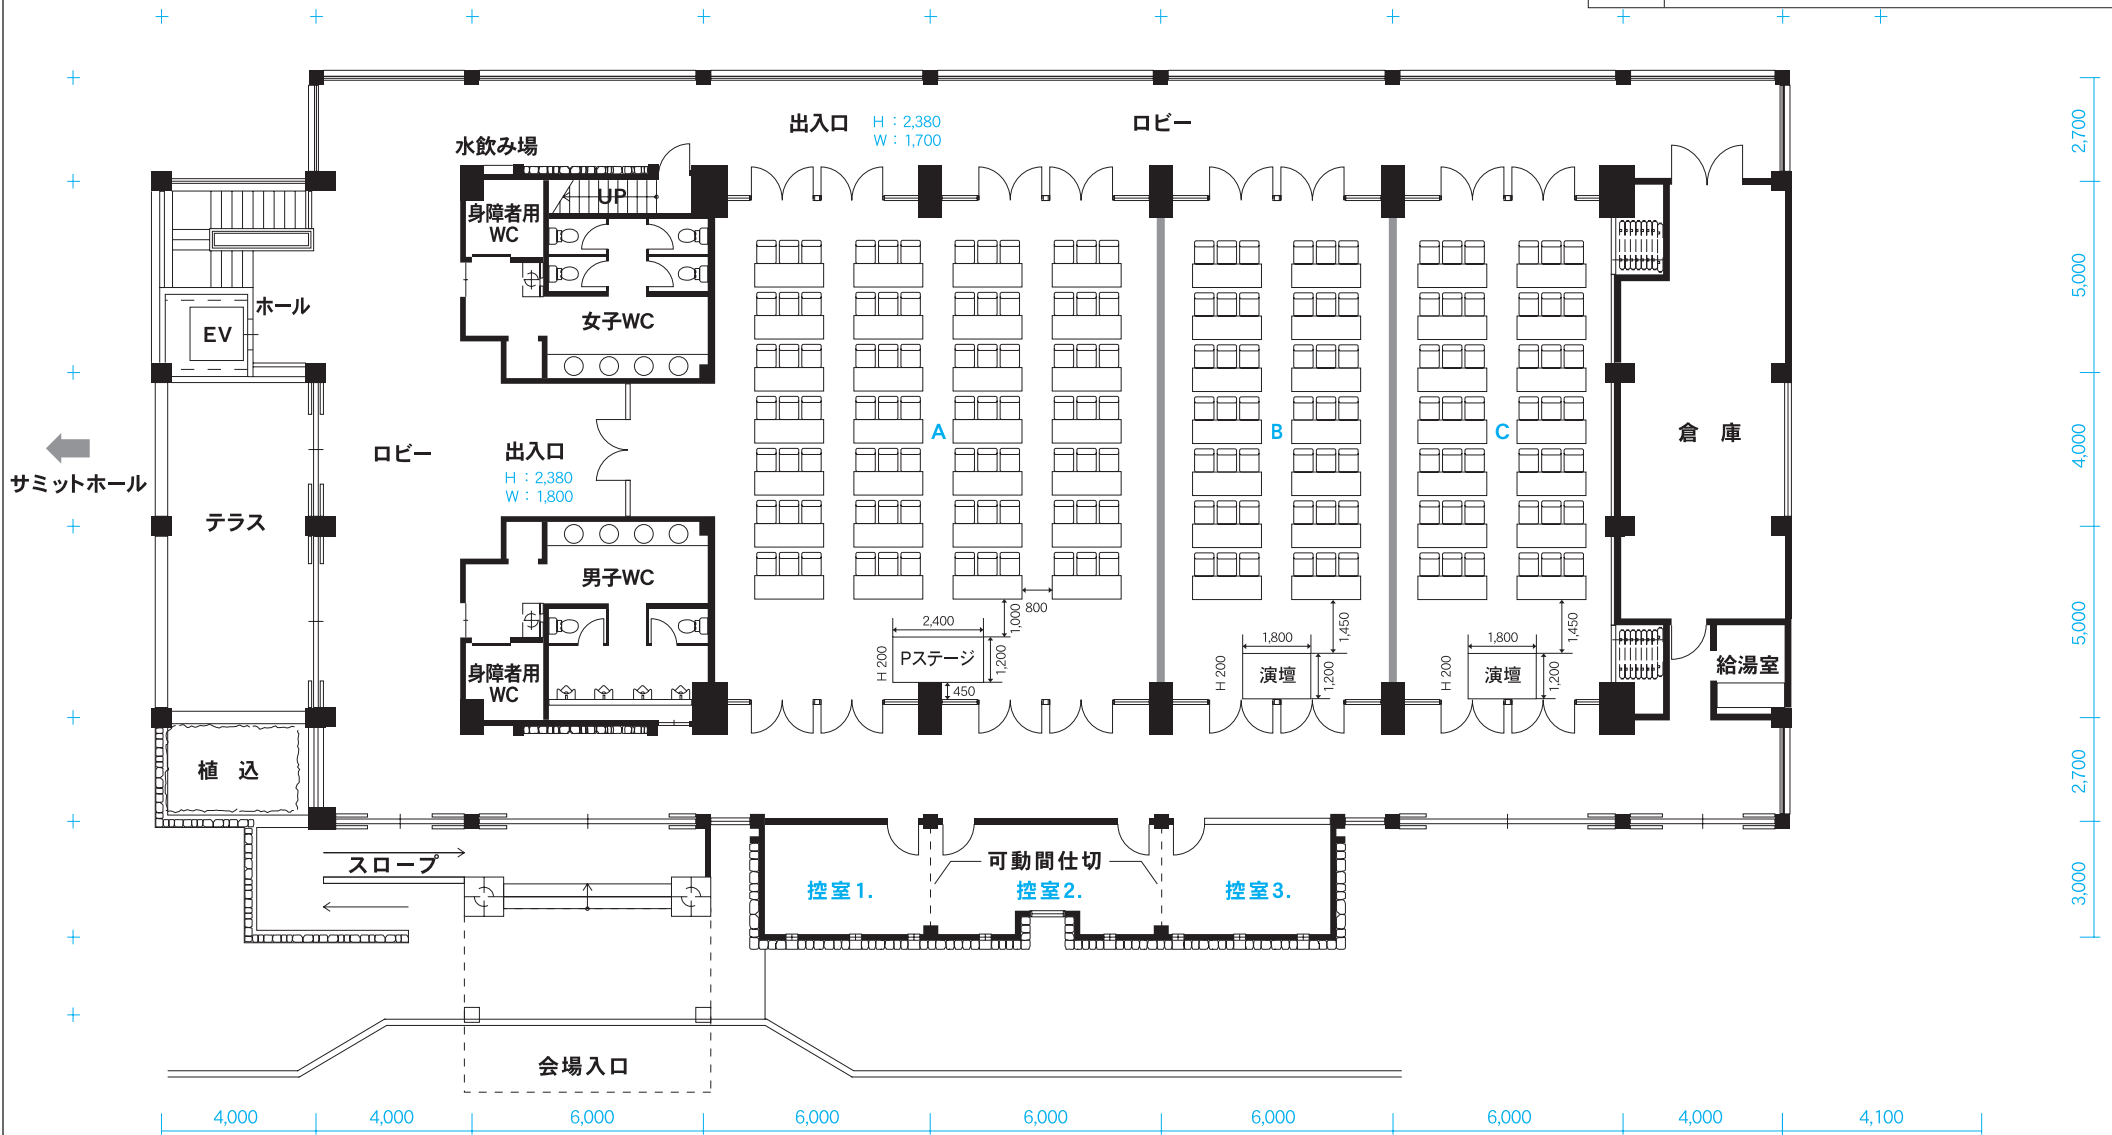 出入口
H：2,380
W：1,700
ロビー
水飲み場
2,700
身障者用
WC
UP
ホール
EV
女子WC
5,000
A
B
C
倉　庫
4,000
ロビー
出入口
H：2,380
W：1,800
サミットホール
テラス
男子WC
身障者用
WC
800
1,000
2,400
Pステージ
H 200
1,200
450
1,450
1,800
演壇
H 200
1,200
1,450
1,800
演壇
H 200
1,200
給湯室
5,000
植　込
2,700
スロープ
可動間仕切
控室1.
控室2.
控室3.
3,000
会場入口
4,000
4,000
6,000
6,000
6,000
6,000
6,000
4,000
4,100